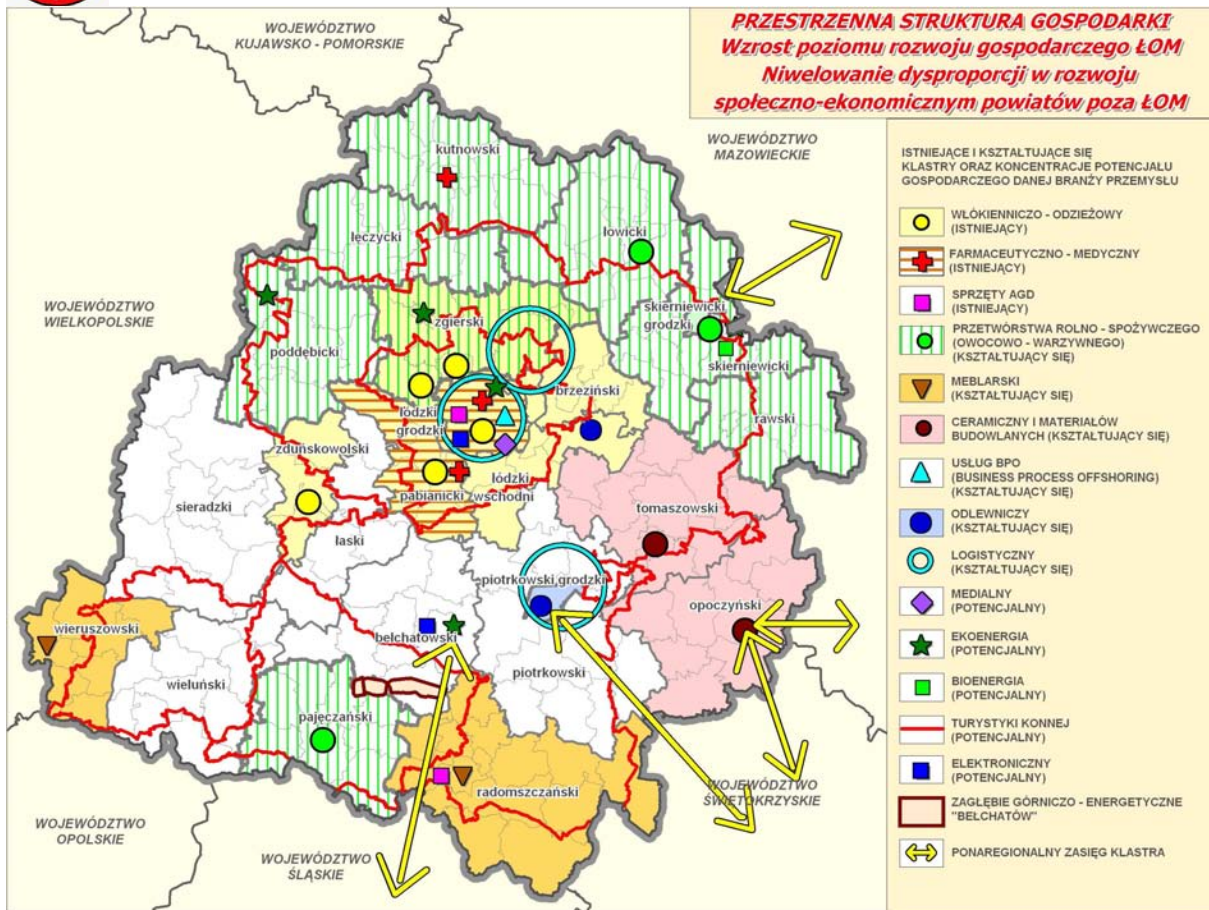 PRZESTRZENNA STRUKTURA GOSPODARKI
Wzrost poziomu rozwoju gospodarczego ŁOM
Niwelowanie dysproporcji w rozwoju
społeczno-ekonomicznym powiatów poza ŁOM
WOJEWÓDZTWO
KUJAWSKO - POMORSKIE
WOJEWÓDZTWO
MAZOWIECKIE
WOJEWÓDZTWO
WIELKOPOLSKIE
WOJEWÓDZTWO
OPOLSKIE
WOJEWÓDZTWO
ŚLĄSKIE
WOJEWÓDZTWO
ŚWIĘTOKRZYSKIE
kutnowski
łęczycki
łowicki
zgierski
skierniewicki
grodzki
skierniewicki
poddębicki
brzeziński
rawski
łódzki
grodzki
zduńskowolski
łódzki
wschodni
pabianicki
sieradzki
tomaszowski
łaski
piotrkowski grodzki
opoczyński
wieruszowski
bełchatowski
wieluński
piotrkowski
pajęczański
radomszczański
ISTNIEJĄCE I KSZTAŁTUJĄCE SIĘ
KLASTRY ORAZ KONCENTRACJE POTENCJAŁU
GOSPODARCZEGO DANEJ BRANŻY PRZEMYSŁU
WŁÓKIENNICZO - ODZIEŻOWY
(ISTNIEJĄCY)
FARMACEUTYCZNO - MEDYCZNY
(ISTNIEJĄCY)
SPRZĘTY AGD
(ISTNIEJĄCY)
PRZETWÓRSTWA ROLNO - SPOŻYWCZEGO
(OWOCOWO - WARZYWNEGO)
(KSZTAŁTUJĄCY SIĘ)
MEBLARSKI
(KSZTAŁTUJĄCY SIĘ)
CERAMICZNY I MATERIAŁÓW
BUDOWLANYCH (KSZTAŁTUJĄCY SIĘ)
USŁUG BPO
(BUSINESS PROCESS OFFSHORING)
(KSZTAŁTUJĄCY SIĘ)
ODLEWNICZY
(KSZTAŁTUJĄCY SIĘ)
LOGISTYCZNY
(KSZTAŁTUJĄCY SIĘ)
MEDIALNY
(POTENCJALNY)
EKOENERGIA
(POTENCJALNY)
BIOENERGIA
(POTENCJALNY)
TURYSTYKI KONNEJ
(POTENCJALNY)
ELEKTRONICZNY
(POTENCJALNY)
ZAGŁĘBIE GÓRNICZO - ENERGETYCZNE
"BEŁCHATÓW"
PONAREGIONALNY ZASIĘG KLASTRA